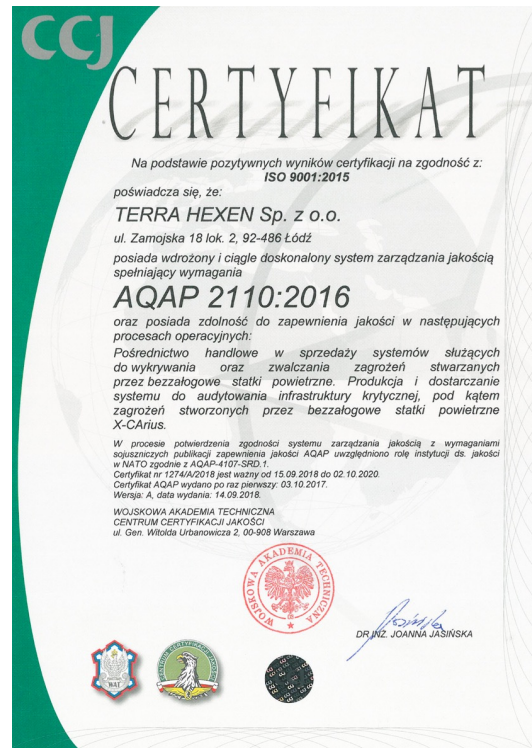 CCJ
CERTYFIKAT
Na podstawie pozytywnych wyników certyfikacji na zgodność z:
ISO 9001:2015
poświadcza się, że:
TERRA HEXEN Sp. z o.o.
ul. Zamojska 18 lok. 2, 92-486 Łódź
posiada wdrożony i ciągle doskonalony system zarządzania jakością
spełniający wymagania
AQAP 2110:2016
oraz posiada zdolność do zapewnienia jakości w następujących
procesach operacyjnych:
Pośrednictwo handlowe w sprzedaży systemów służących
do wykrywania oraz zwalczania zagrożeń stwarzanych
przez bezzałogowe statki powietrzne. Produkcja i dostarczanie
systemu do audytowania infrastruktury krytycznej, pod kątem
zagrożeń stworzonych przez bezzałogowe statki powietrzne
X-CArius.
W procesie potwierdzenia zgodności systemu zarządzania jakością z wymaganiami
sojuszniczych publikacji zapewnienia jakości AQAP uwzględniono rolę instytucji ds. jakości
w NATO zgodnie z AQAP-4107-SRD.1.
Certyfikat nr 1274/A/2018 jest ważny od 15.09.2018 do 02.10.2020.
Certyfikat AQAP wydano po raz pierwszy: 03.10.2017.
Wersja: A, data wydania: 14.09.2018.
WOJSKOWA AKADEMIA TECHNICZNA
CENTRUM CERTYFIKACJI JAKOŚCI
ul. Gen. Witolda Urbanowicza 2, 00-908 Warszawa
WOJSKOWA AKADEMIA TECHNICZNA
DR INŻ. JOANNA JASIŃSKA
WAT
CENTRUM CERTYFIKACJI JAKOŚCI